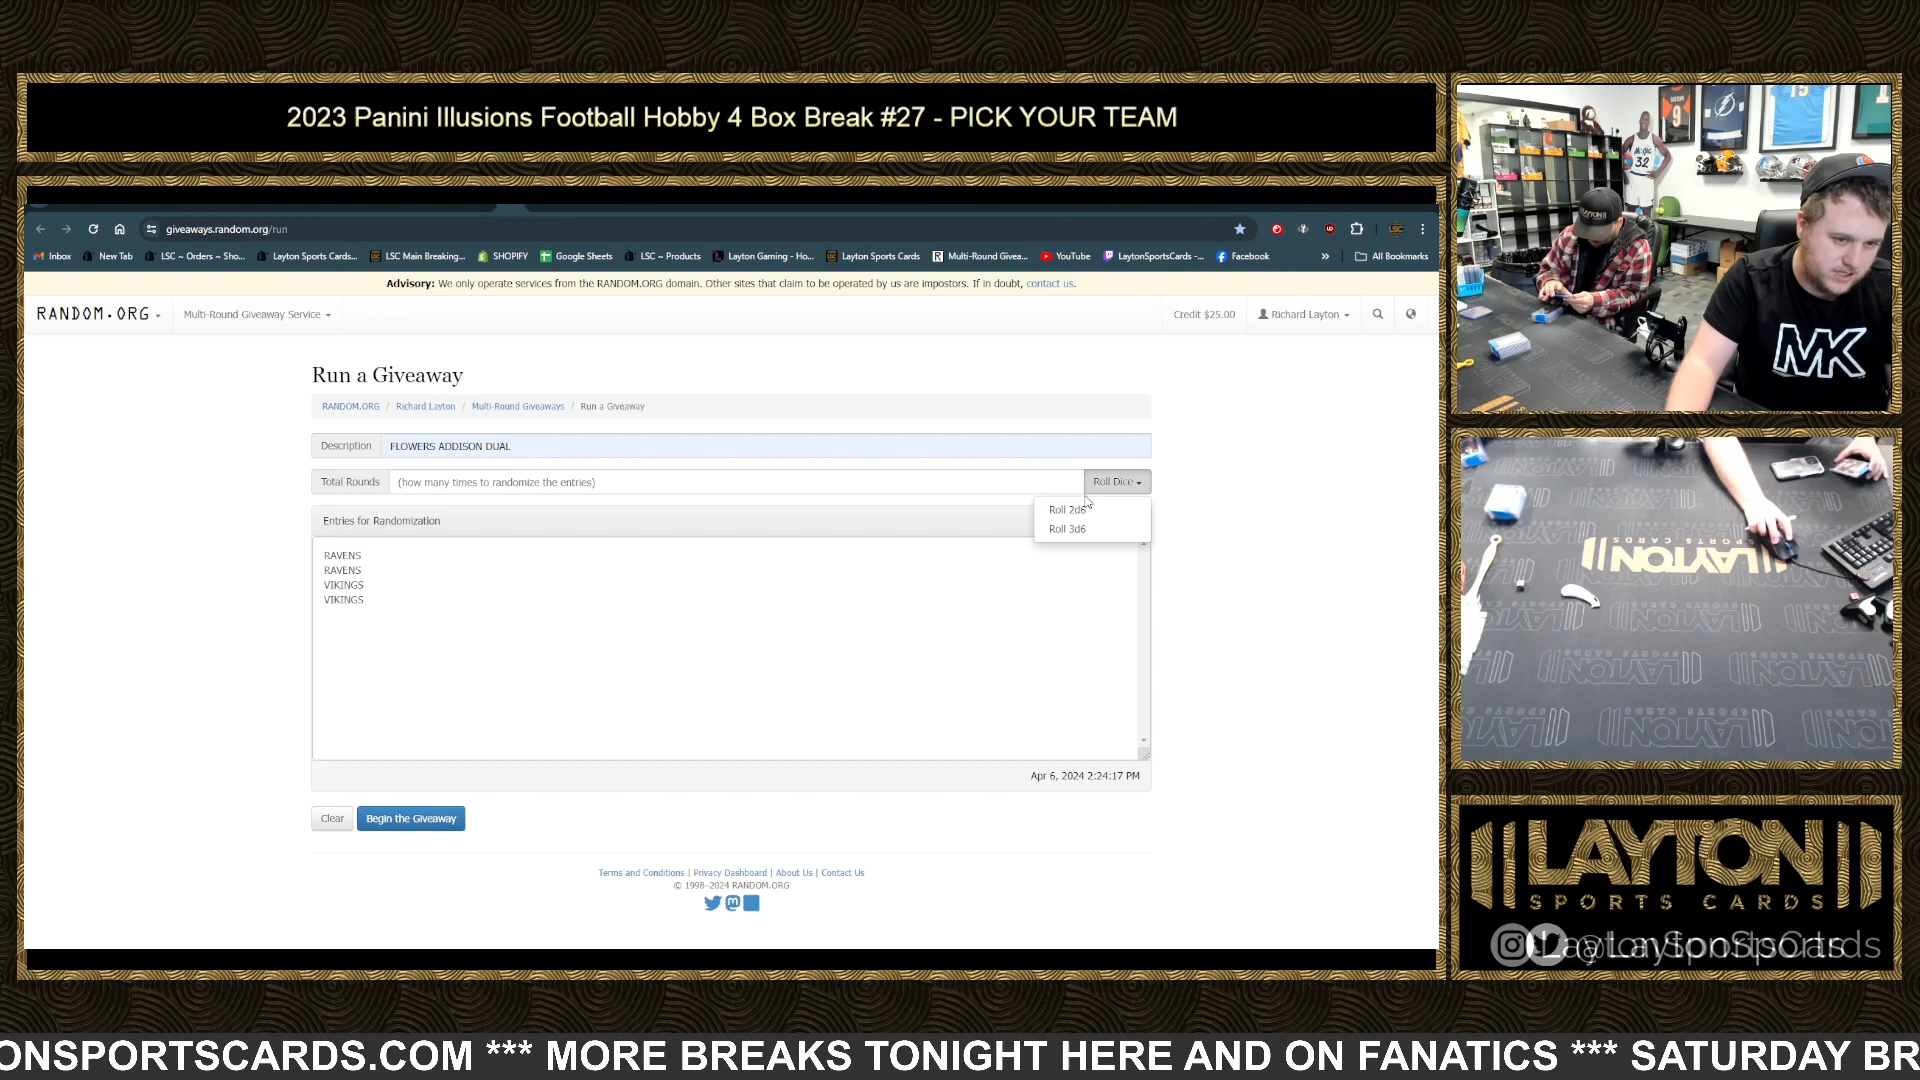 2023 Panini Illusions Football Hobby 4 Box Break #27 - PICK YOUR TEAM
giveaways.random.org/run
Inbox New Tab LSC ~ Orders ~ Sho... Layton Sports Cards... LSC Main Breaking... SHOPIFY Google Sheets LSC ~ Products Layton Gaming - Ho... Layton Sports Cards Multi-Round Givea... YouTube LaytonSportsCards -... Facebook » All Bookmarks
Advisory: We only operate services from the RANDOM.ORG domain. Other sites that claim to be operated by us are impostors. If in doubt, contact us.
RANDOM.ORG Multi-Round Giveaway Service Credit $25.00 Richard Layton
Run a Giveaway
RANDOM.ORG / Richard Layton / Multi-Round Giveaways / Run a Giveaway
Description FLOWERS ADDISON DUAL
Total Rounds (how many times to randomize the entries) Roll Dice
Roll 2d6
Roll 3d6
Entries for Randomization
RAVENS
RAVENS
VIKINGS
VIKINGS
Apr 6, 2024 2:24:17 PM
Clear Begin the Giveaway
Terms and Conditions | Privacy Dashboard | About Us | Contact Us
© 1998–2024 RANDOM.ORG
MAGIC
32
9
15
MK
LAYTON
SPORTS CARDS
LAYTON
SPORTS CARDS
ONSPORTSCARDS.COM *** MORE BREAKS TONIGHT HERE AND ON FANATICS *** SATURDAY BR